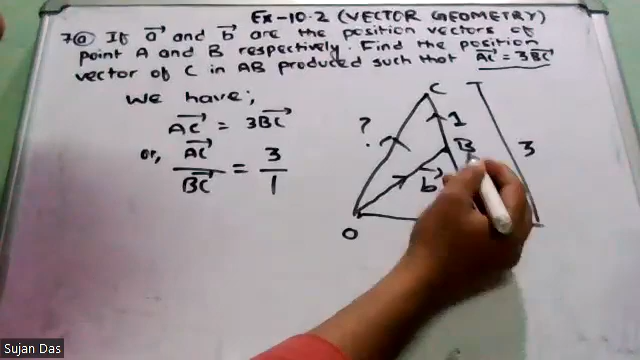 Ex-10.2 (VECTOR GEOMETRY)
7(a) If a⃗ and b⃗ are the position vectors of
point A and B respectively. Find the position
vector of C in AB produced such that AC⃗ = 3BC⃗
We have;
AC⃗ = 3BC⃗
or, AC⃗ / BC⃗ = 3/1
C
?
1
B
3
b⃗
O
Sujan Das